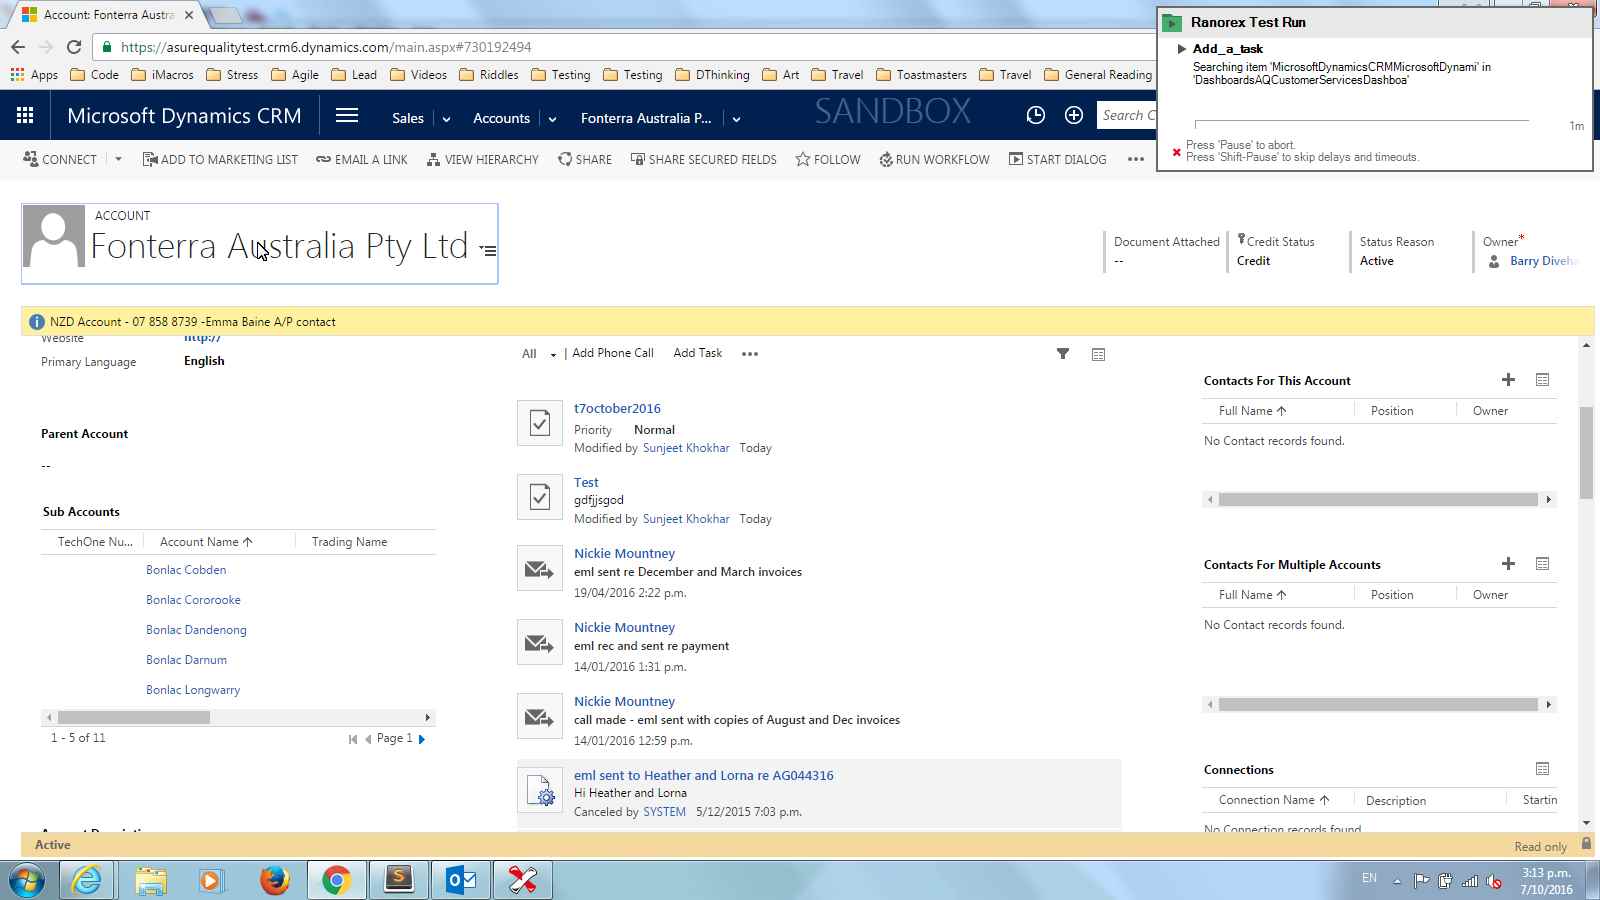 Account: Fonterra Austra
https://asurequalitytest.crm6.dynamics.com/main.aspx#730192494
Apps Code iMacros Stress Agile Lead Videos Riddles Testing Testing DThinking Art Travel Toastmasters Travel General Reading
Ranorex Test Run
Add_a_task
Searching item 'MicrosoftDynamicsCRMMicrosoftDynami' in
'DashboardsAQCustomerServicesDashboa'
1m
Press 'Pause' to abort.
Press 'Shift-Pause' to skip delays and timeouts.
Microsoft Dynamics CRM Sales Accounts Fonterra Australia P... SANDBOX Search C
CONNECT ADD TO MARKETING LIST EMAIL A LINK VIEW HIERARCHY SHARE SHARE SECURED FIELDS FOLLOW RUN WORKFLOW START DIALOG
ACCOUNT
Fonterra Australia Pty Ltd
Document Attached Credit Status Status Reason Owner*
-- Credit Active Barry Diveha
NZD Account - 07 858 8739 -Emma Baine A/P contact
Website http://
Primary Language English
Parent Account
--
Sub Accounts
TechOne Nu... Account Name Trading Name
Bonlac Cobden
Bonlac Cororooke
Bonlac Dandenong
Bonlac Darnum
Bonlac Longwarry
1 - 5 of 11 Page 1
All | Add Phone Call Add Task
t7october2016
Priority Normal
Modified by Sunjeet Khokhar Today
Test
gdfjjsgod
Modified by Sunjeet Khokhar Today
Nickie Mountney
eml sent re December and March invoices
19/04/2016 2:22 p.m.
Nickie Mountney
eml rec and sent re payment
14/01/2016 1:31 p.m.
Nickie Mountney
call made - eml sent with copies of August and Dec invoices
14/01/2016 12:59 p.m.
eml sent to Heather and Lorna re AG044316
Hi Heather and Lorna
Canceled by SYSTEM 5/12/2015 7:03 p.m.
Contacts For This Account
Full Name Position Owner
No Contact records found.
Contacts For Multiple Accounts
Full Name Position Owner
No Contact records found.
Connections
Connection Name Description Startin
No Connection records found
Active
Read only
EN
3:13 p.m.
7/10/2016